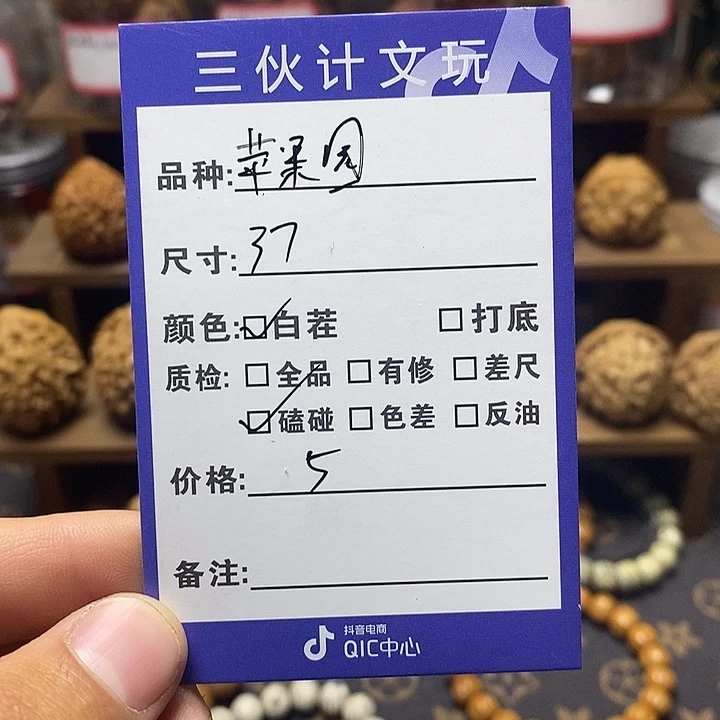 三伙计文玩
品种:苹果园
尺寸:37
颜色:☑白茬 □打底
质检:□全品 □有修 □差尺
☑磕碰 □色差 □反油
价格:5
备注:
抖音电商
QIC中心